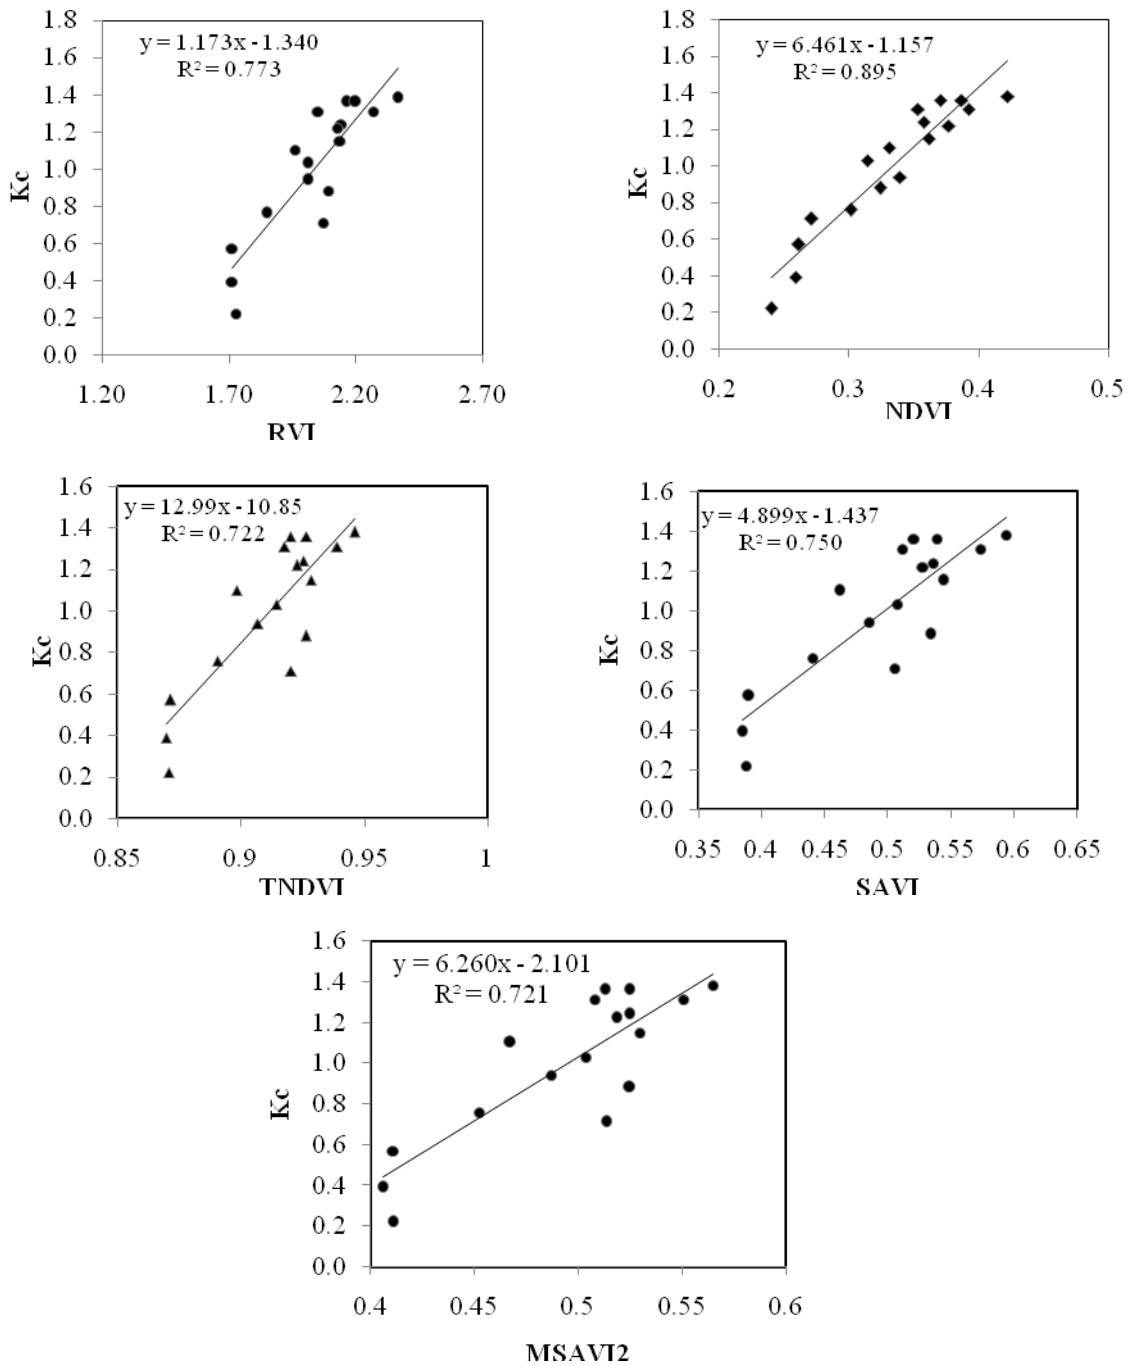 y = 1.173x - 1.340
R² = 0.773
1.8
1.6
1.4
1.2
1.0
0.8
0.6
0.4
0.2
0.0
Kc
1.20 1.70 2.20 2.70
RVI
y = 6.461x - 1.157
R² = 0.895
1.8
1.6
1.4
1.2
1.0
0.8
0.6
0.4
0.2
0.0
Kc
0.2 0.3 0.4 0.5
NDVI
y = 12.99x - 10.85
R² = 0.722
1.6
1.4
1.2
1.0
0.8
0.6
0.4
0.2
0.0
Kc
0.85 0.9 0.95 1
TNDVI
y = 4.899x - 1.437
R² = 0.750
1.6
1.4
1.2
1.0
0.8
0.6
0.4
0.2
0.0
Kc
0.35 0.4 0.45 0.5 0.55 0.6 0.65
SAVI
y = 6.260x - 2.101
R² = 0.721
1.6
1.4
1.2
1.0
0.8
0.6
0.4
0.2
0.0
Kc
0.4 0.45 0.5 0.55 0.6
MSAVI2